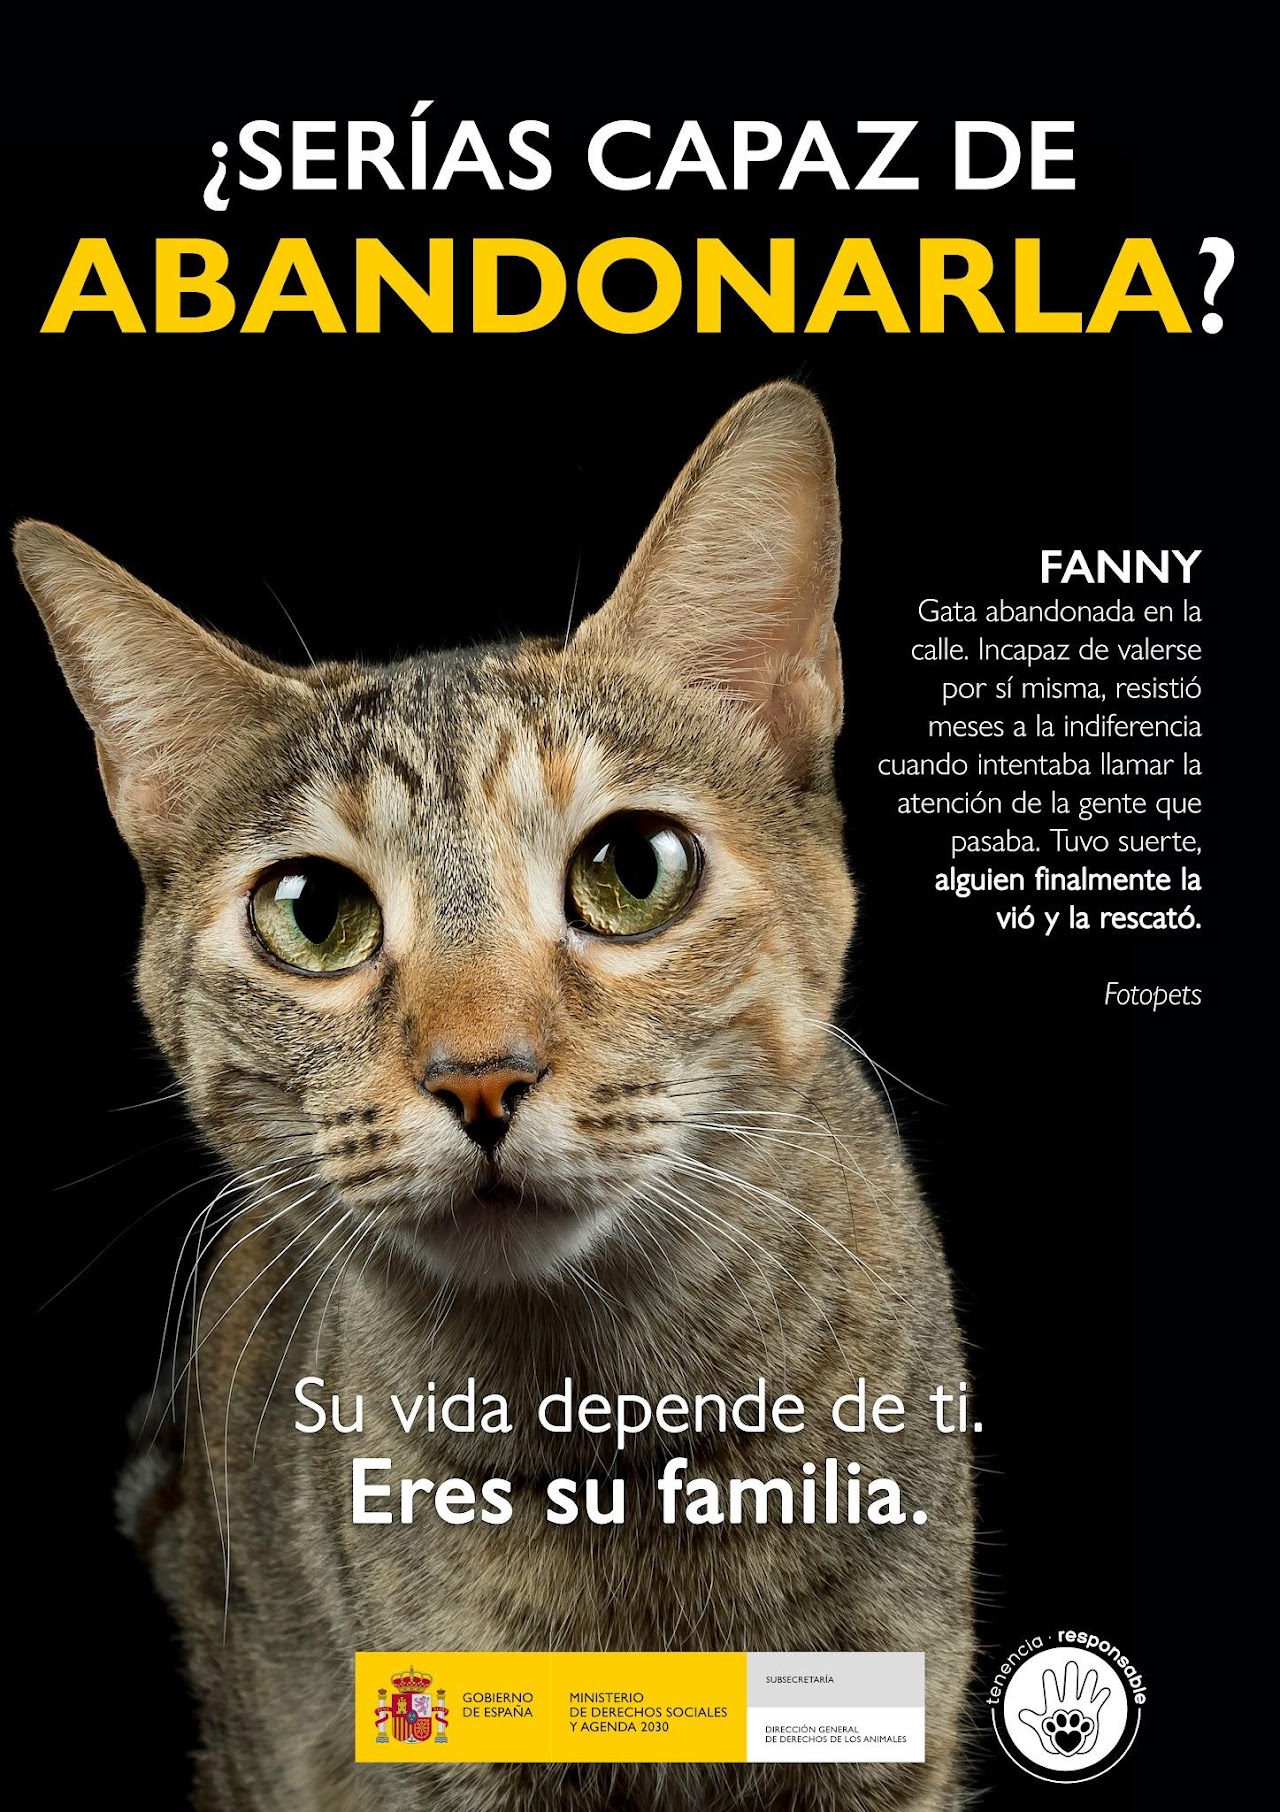 ¿SERÍAS CAPAZ DE
ABANDONARLA?
FANNY
Gata abandonada en la
calle. Incapaz de valerse
por sí misma, resistió
meses a la indiferencia
cuando intentaba llamar la
atención de la gente que
pasaba. Tuvo suerte,
alguien finalmente la
vió y la rescató.
Fotopets
Su vida depende de ti.
Eres su familia.
GOBIERNO
DE ESPAÑA
MINISTERIO
DE DERECHOS SOCIALES
Y AGENDA 2030
SUBSECRETARÍA
DIRECCIÓN GENERAL
DE DERECHOS DE LOS ANIMALES
tenencia · responsable